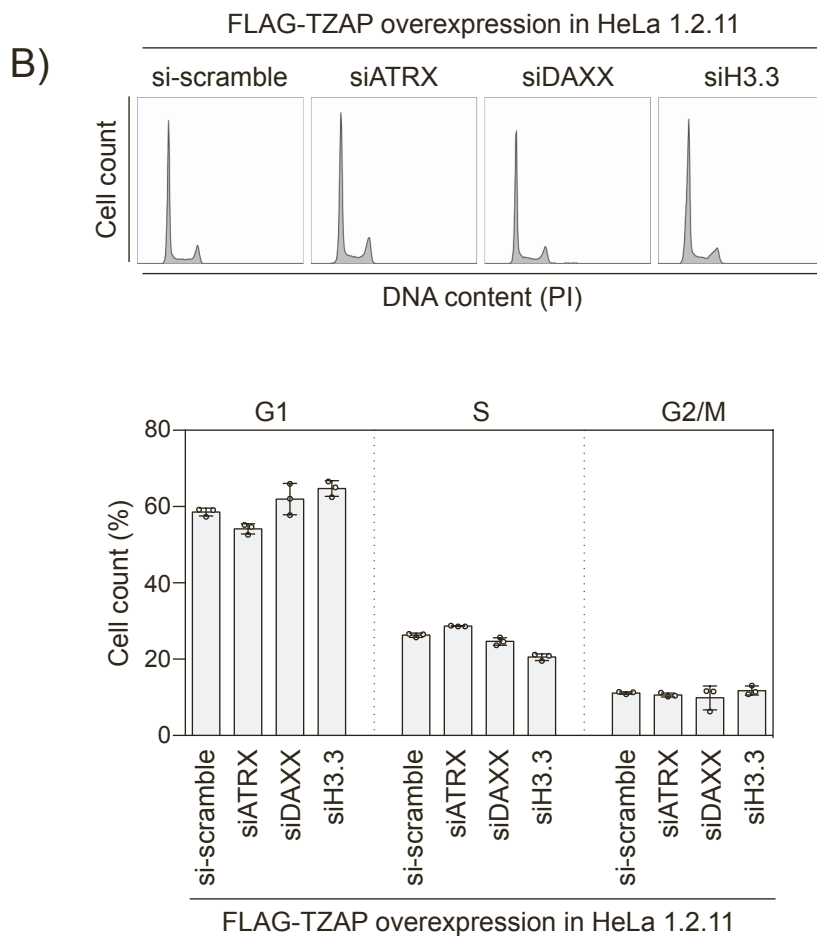 B)
FLAG-TZAP overexpression in HeLa 1.2.11
si-scramble siATRX siDAXX siH3.3
Cell count
DNA content (PI)
G1 S G2/M
80
60
40
20
0
Cell count (%)
si-scramble siATRX siDAXX siH3.3 si-scramble siATRX siDAXX siH3.3 si-scramble siATRX siDAXX siH3.3
FLAG-TZAP overexpression in HeLa 1.2.11